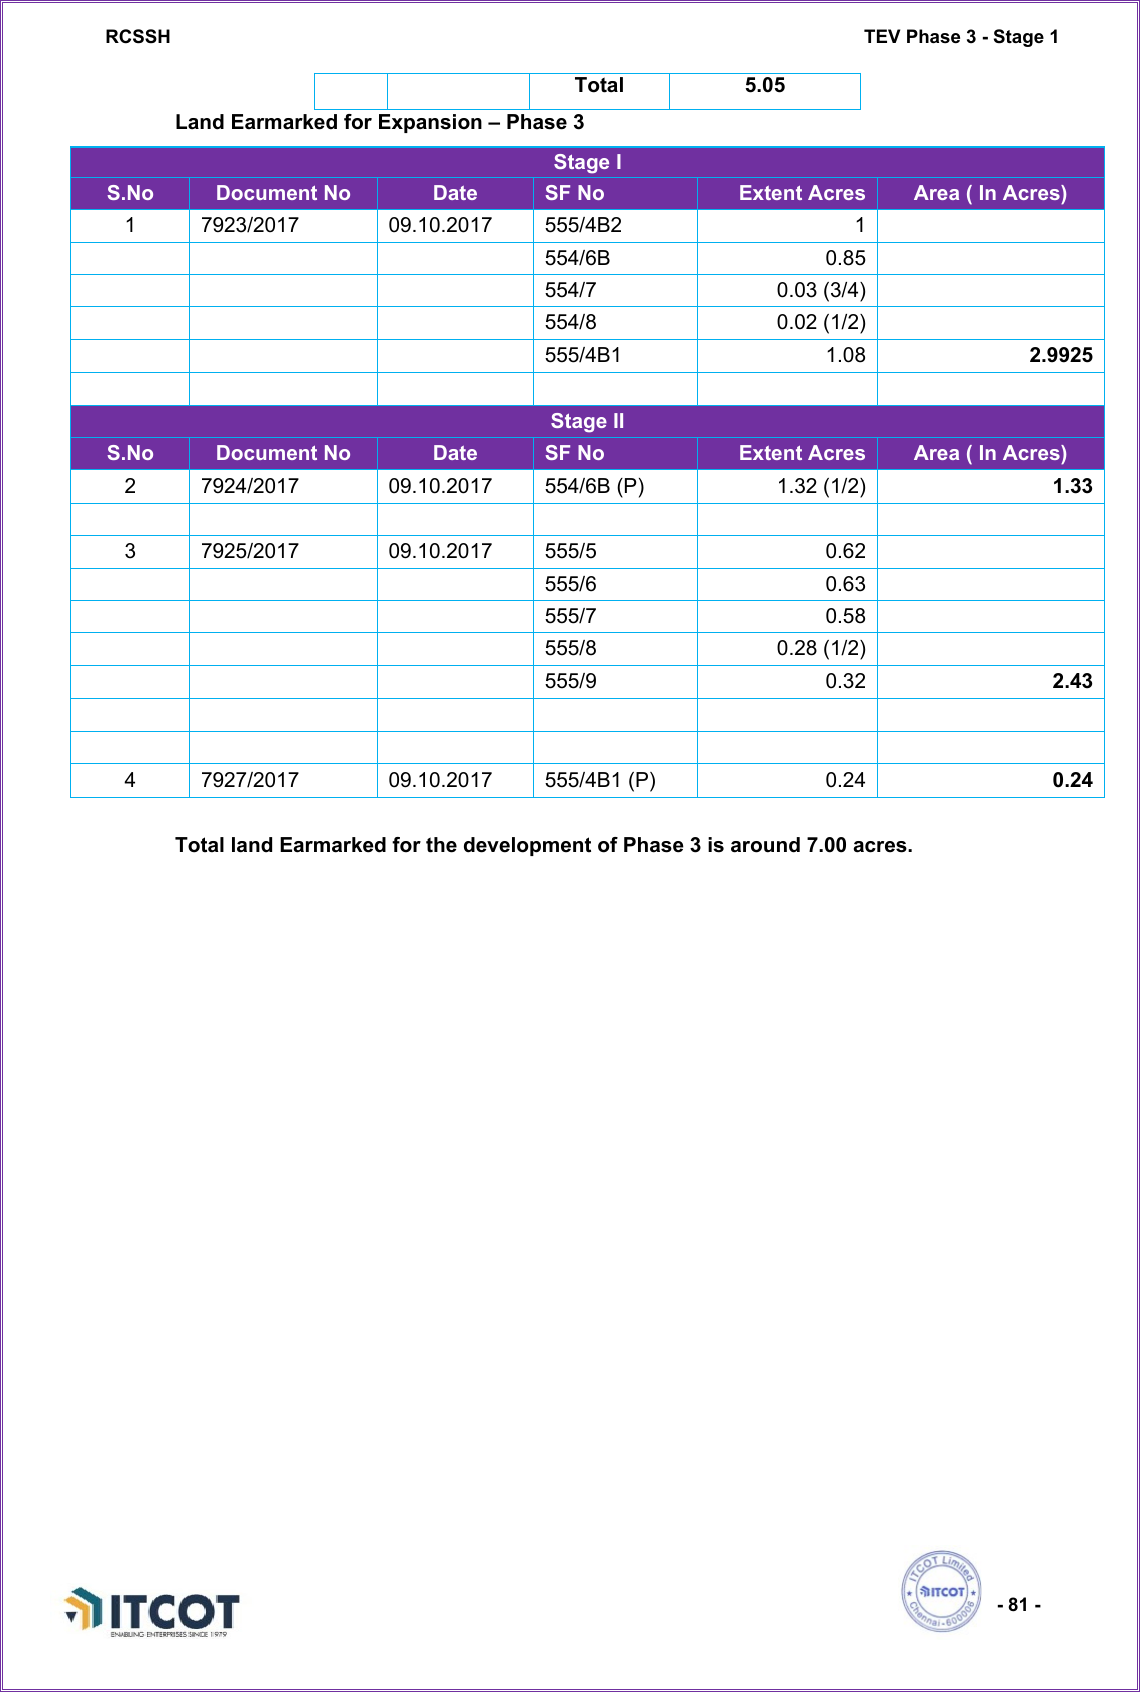 RCSSH TEV Phase 3 - Stage 1
Total 5.05
Land Earmarked for Expansion – Phase 3
Stage I
S.No Document No Date SF No Extent Acres Area ( In Acres)
1 7923/2017 09.10.2017 555/4B2 1
554/6B 0.85
554/7 0.03 (3/4)
554/8 0.02 (1/2)
555/4B1 1.08 2.9925
Stage II
S.No Document No Date SF No Extent Acres Area ( In Acres)
2 7924/2017 09.10.2017 554/6B (P) 1.32 (1/2) 1.33
3 7925/2017 09.10.2017 555/5 0.62
555/6 0.63
555/7 0.58
555/8 0.28 (1/2)
555/9 0.32 2.43
4 7927/2017 09.10.2017 555/4B1 (P) 0.24 0.24
Total land Earmarked for the development of Phase 3 is around 7.00 acres.
ITCOT Limited
ITCOT
Chennai-600006
- 81 -
ITCOT
ENABLING ENTERPRISES SINCE 1979